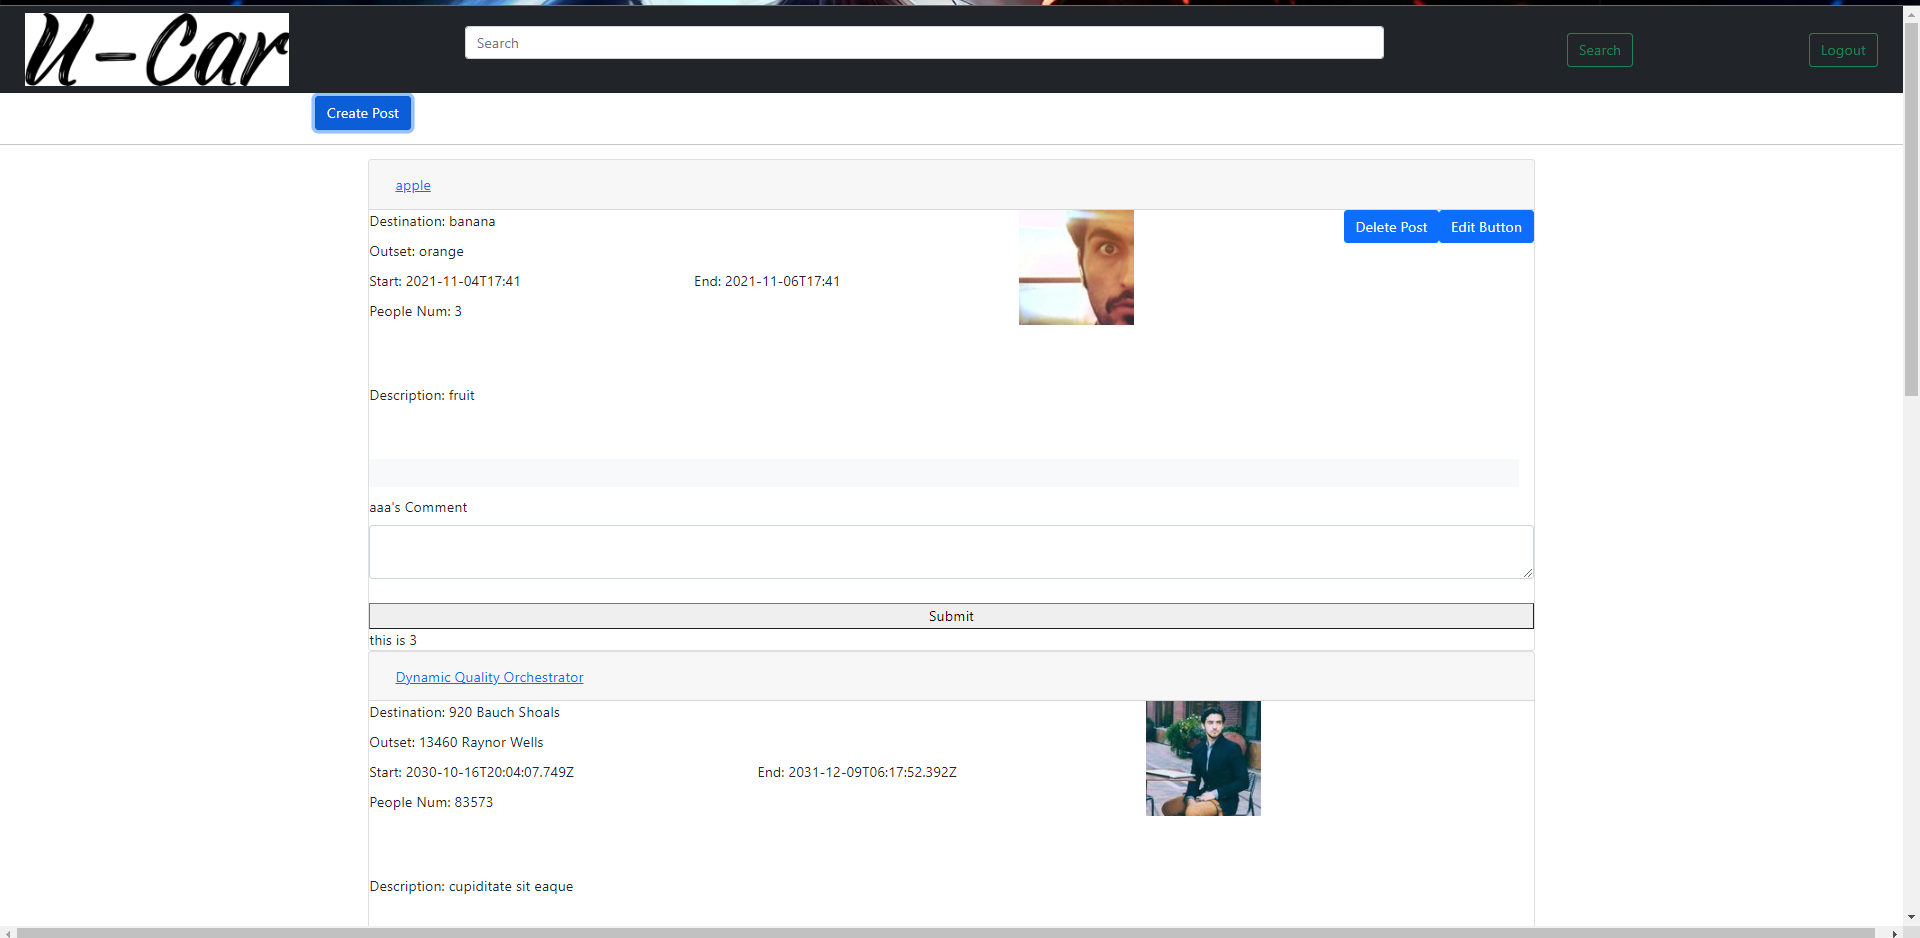 U-Car
Search
Search
Logout
Create Post
apple
Destination: banana
Delete Post
Edit Button
Outset: orange
Start: 2021-11-04T17:41
End: 2021-11-06T17:41
People Num: 3
Description: fruit
aaa's Comment
Submit
this is 3
Dynamic Quality Orchestrator
Destination: 920 Bauch Shoals
Outset: 13460 Raynor Wells
Start: 2030-10-16T20:04:07.749Z
End: 2031-12-09T06:17:52.392Z
People Num: 83573
Description: cupiditate sit eaque